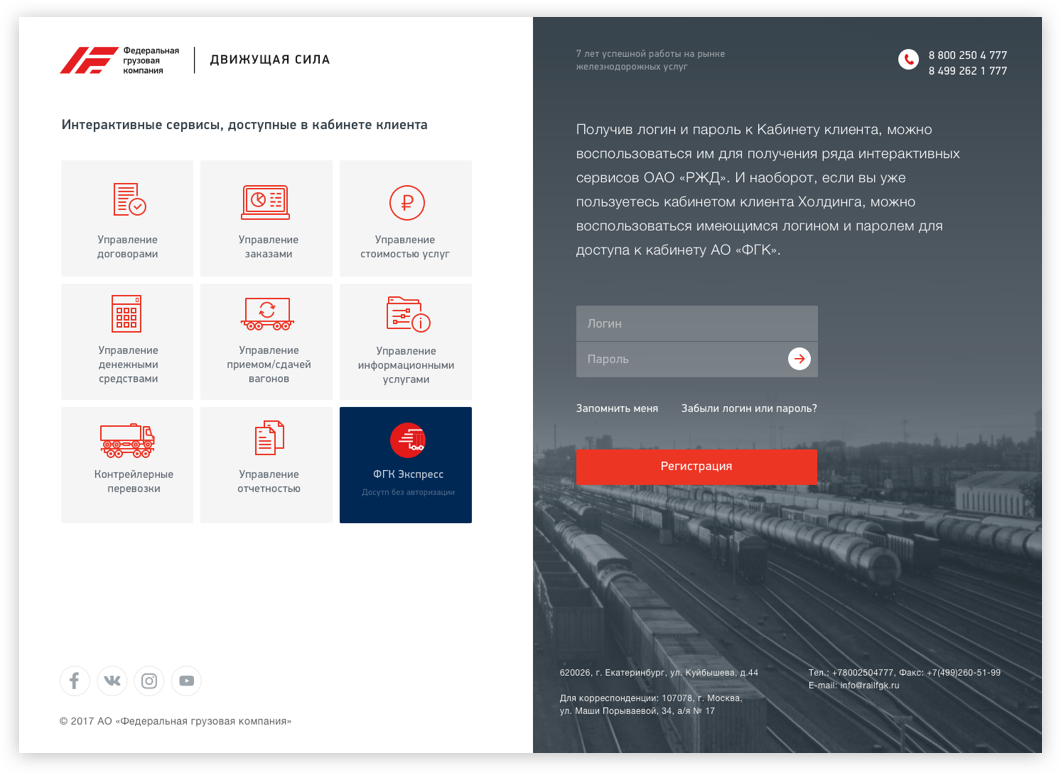 Федеральная
грузовая
компания
ДВИЖУЩАЯ СИЛА
Интерактивные сервисы, доступные в кабинете клиента
Управление
договорами
Управление
заказами
Управление
стоимостью услуг
Управление
денежными
средствами
Управление
приемом/сдачей
вагонов
Управление
информационными
услугами
Контрейлерные
перевозки
Управление
отчетностью
ФГК Экспресс
Досутп без авторизации
© 2017 АО «Федеральная грузовая компания»
7 лет успешной работы на рынке
железнодорожных услуг
8 800 250 4 777
8 499 262 1 777
Получив логин и пароль к Кабинету клиента, можно
воспользоваться им для получения ряда интерактивных
сервисов ОАО «РЖД». И наоборот, если вы уже
пользуетесь кабинетом клиента Холдинга, можно
воспользоваться имеющимся логином и паролем для
доступа к кабинету АО «ФГК».
Логин
Пароль
Запомнить меня
Забыли логин или пароль?
Регистрация
620026, г. Екатеринбург, ул. Куйбышева, д.44
Для корреспонденции: 107078, г. Москва,
ул. Маши Порываевой, 34, а/я № 17
Тел.: +78002504777, Факс: +7(499)260-51-99
E-mail: info@railfgk.ru